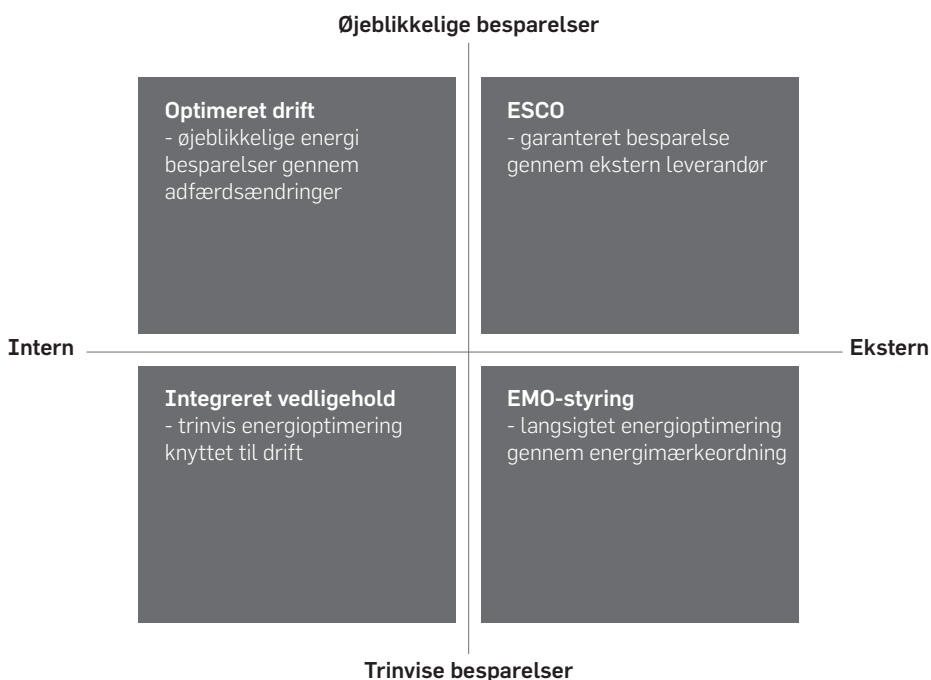 Øjeblikkelige besparelser
Optimeret drift
- øjeblikkelige energi
besparelser gennem
adfærdsændringer
ESCO
- garanteret besparelse
gennem ekstern leverandør
Intern
Ekstern
Integreret vedligehold
- trinvis energioptimering
knyttet til drift
EMO-styring
- langsigtet energioptimering
gennem energimærkeordning
Trinvise besparelser